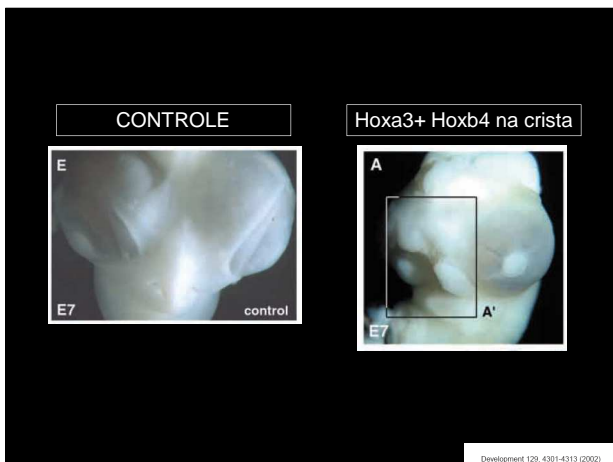 CONTROLE
Hoxa3+ Hoxb4 na crista
E
E7
control
A
A'
E7
Development 129, 4301-4313 (2002)